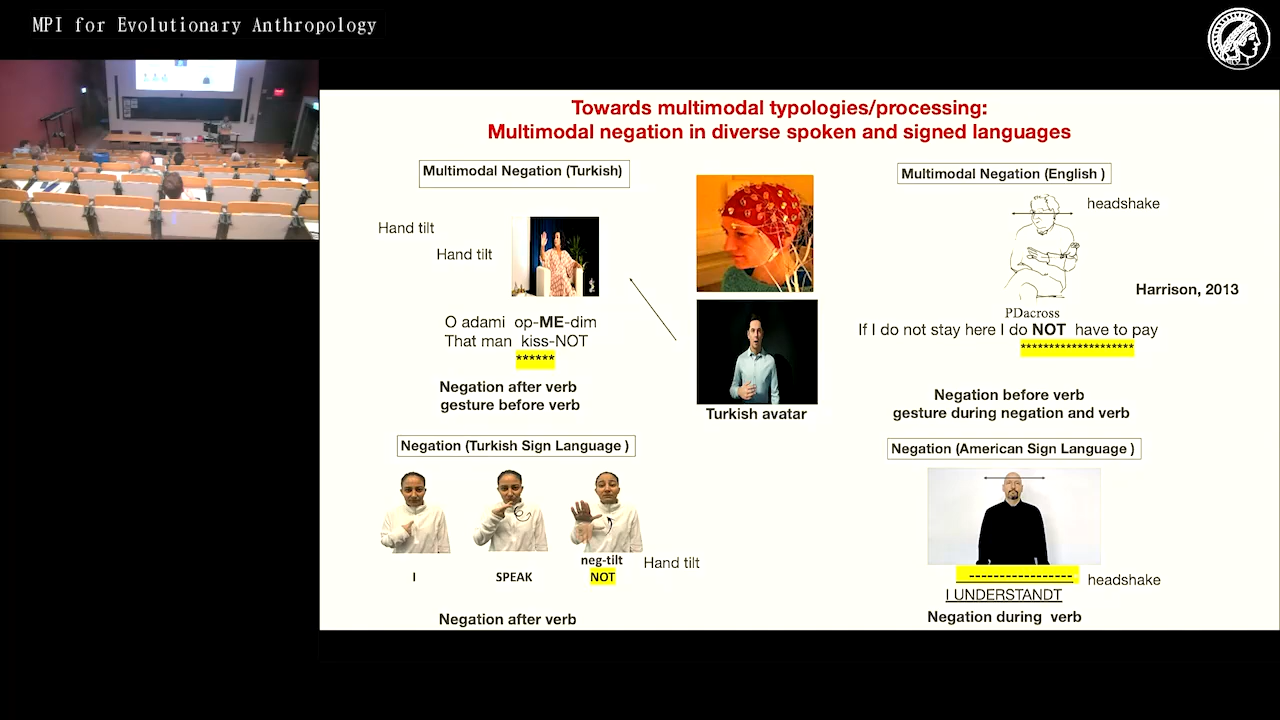 MPI for Evolutionary Anthropology
Towards multimodal typologies/processing:
Multimodal negation in diverse spoken and signed languages
Multimodal Negation (Turkish)
Hand tilt
Hand tilt
O adami op-ME-dim
That man kiss-NOT
******
Negation after verb
gesture before verb
Turkish avatar
Multimodal Negation (English )
headshake
Harrison, 2013
PDacross
If I do not stay here I do NOT have to pay
********************
Negation before verb
gesture during negation and verb
Negation (Turkish Sign Language )
neg-tilt
Hand tilt
I SPEAK NOT
Negation after verb
Negation (American Sign Language )
-----------------
headshake
I UNDERSTANDT
Negation during verb